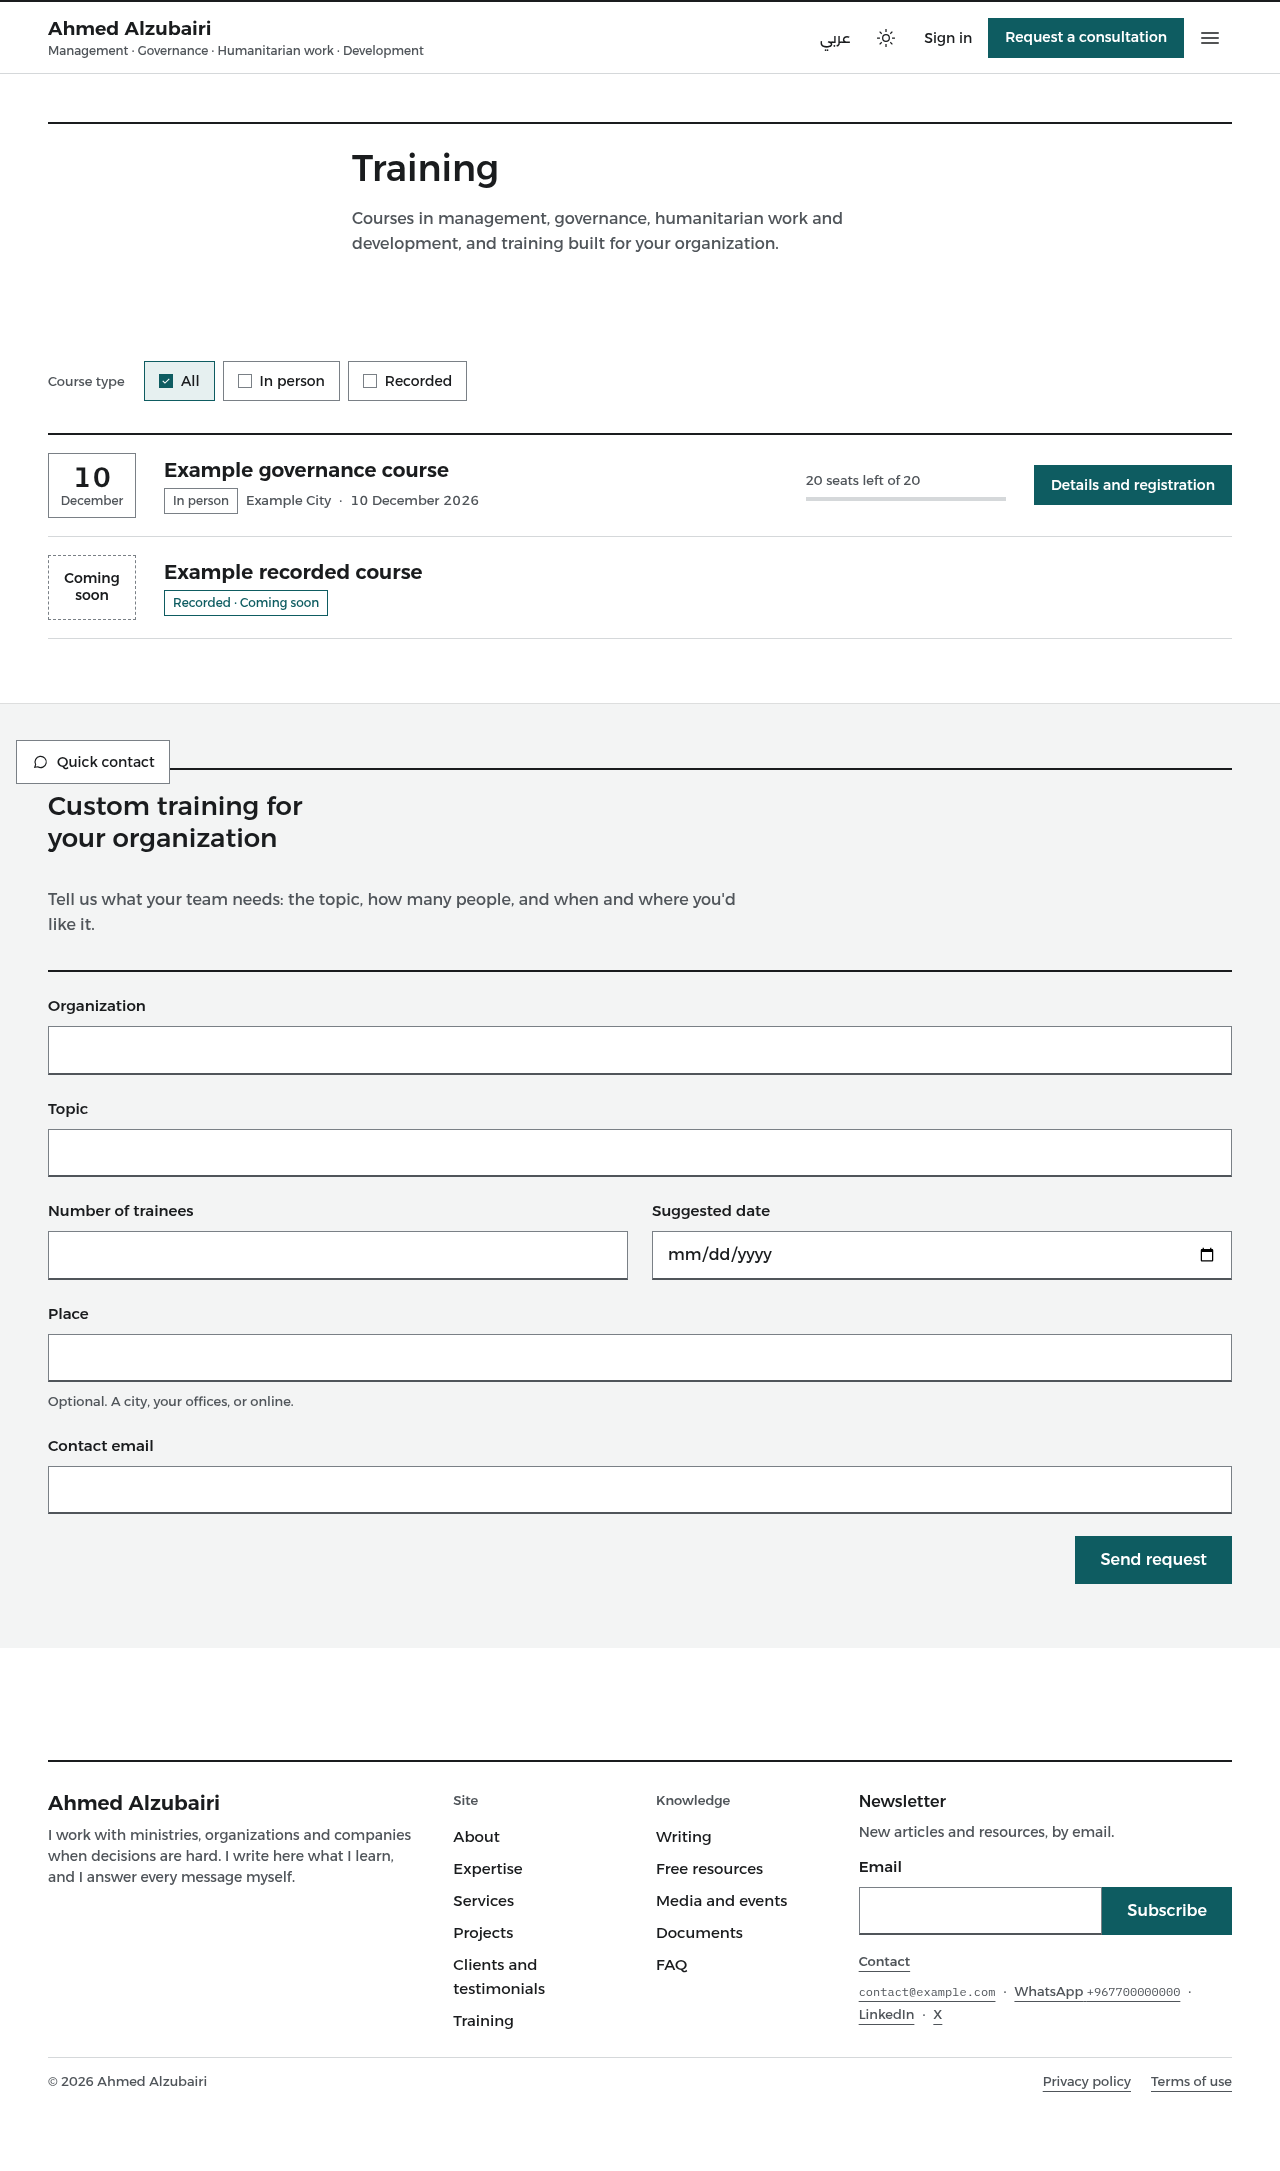 Ahmed Alzubairi
Management · Governance · Humanitarian work · Development
عربي
Sign in
Request a consultation
Training
Courses in management, governance, humanitarian work and
development, and training built for your organization.
Course type
All
In person
Recorded
10
December
Example governance course
In person
Example City · 10 December 2026
20 seats left of 20
Details and registration
Coming
soon
Example recorded course
Recorded · Coming soon
Quick contact
Custom training for
your organization
Tell us what your team needs: the topic, how many people, and when and where you'd
like it.
Organization
Topic
Number of trainees
Suggested date
mm/dd/yyyy
Place
Optional. A city, your offices, or online.
Contact email
Send request
Ahmed Alzubairi
I work with ministries, organizations and companies
when decisions are hard. I write here what I learn,
and I answer every message myself.
Site
About
Expertise
Services
Projects
Clients and
testimonials
Training
Knowledge
Writing
Free resources
Media and events
Documents
FAQ
Newsletter
New articles and resources, by email.
Email
Subscribe
Contact
contact@example.com · WhatsApp +967700000000 ·
LinkedIn · X
© 2026 Ahmed Alzubairi
Privacy policy
Terms of use